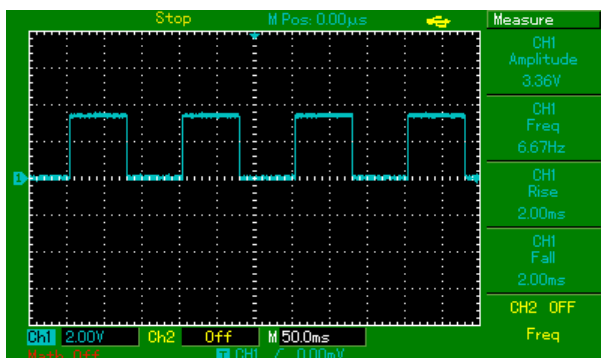 Stop M Pos: 0.00μs Measure
CH1
Amplitude
3.36V
CH1
Freq
6.67Hz
CH1
Rise
2.00ms
CH1
Fall
2.00ms
CH2 OFF
Freq
1
Ch1 2.00V Ch2 Off M 50.0ms
Math Off T CH1 / 0.00mV